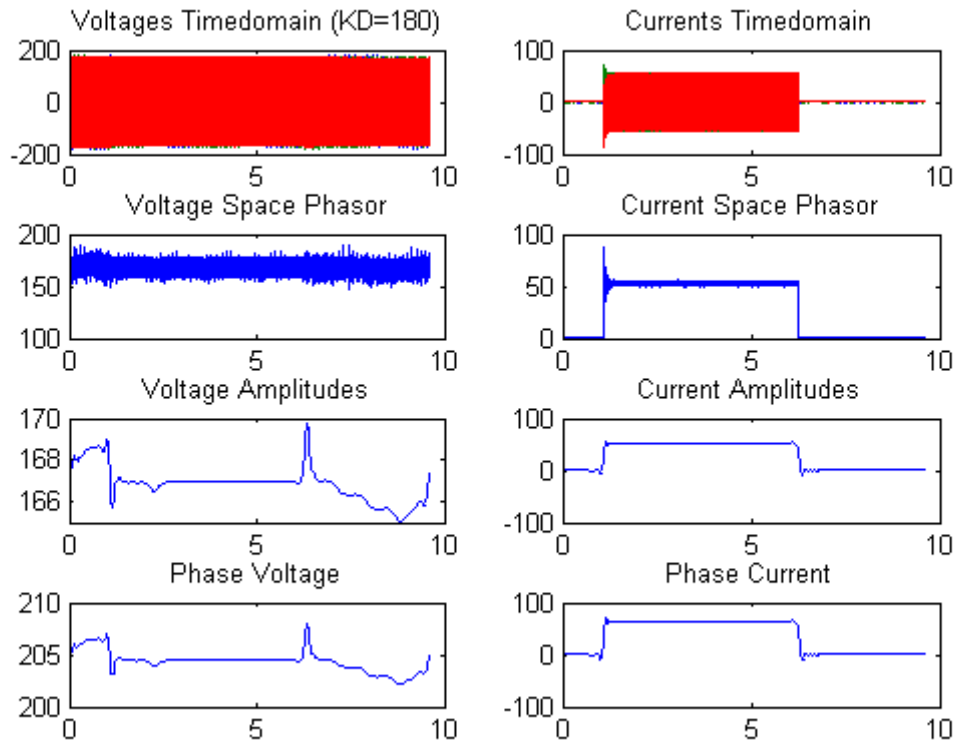 Voltages Timedomain (KD=180)
200
0
-200
0 5 10
Currents Timedomain
100
0
-100
0 5 10
Voltage Space Phasor
200
150
100
0 5 10
Current Space Phasor
100
50
0
0 5 10
Voltage Amplitudes
170
168
166
0 5 10
Current Amplitudes
100
0
-100
0 5 10
Phase Voltage
210
205
200
0 5 10
Phase Current
100
0
-100
0 5 10